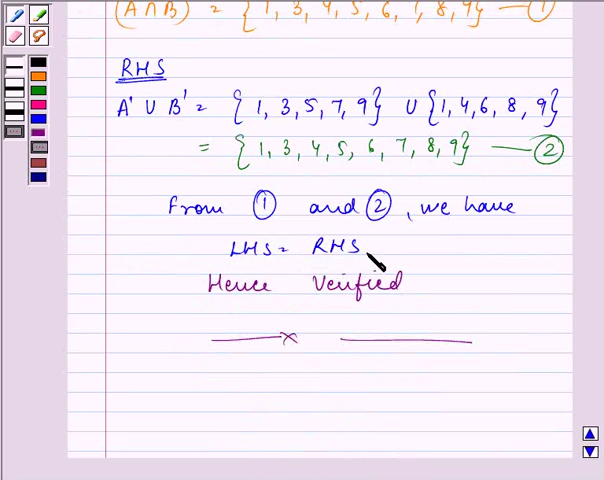 (A∩B)' = {1, 3, 4, 5, 6, 7, 8, 9} — ①
RHS
A' ∪ B' = {1, 3, 5, 7, 9} ∪ {1, 4, 6, 8, 9}
= {1, 3, 4, 5, 6, 7, 8, 9} — ②
From ① and ②, we have
LHS = RHS
Hence Verified